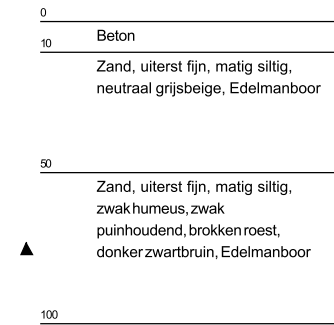 0
Beton
10
Zand, uiterst fijn, matig siltig,
neutraal grijsbeige, Edelmanboor
50
Zand, uiterst fijn, matig siltig,
zwak humeus, zwak
puinhoudend, brokken roest,
donker zwartbruin, Edelmanboor
100